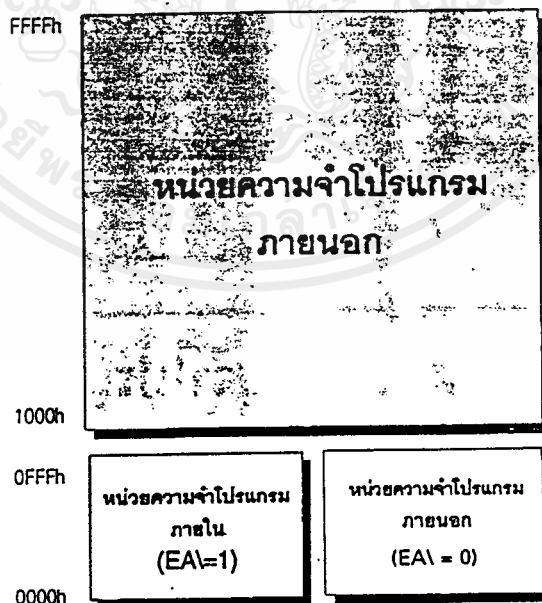 FFFFh
หน่วยความจำโปรแกรม
ภายนอก
1000h
0FFFh
หน่วยความจำโปรแกรม
ภายใน
(EA\=1)
หน่วยความจำโปรแกรม
ภายนอก
(EA\ = 0)
0000h